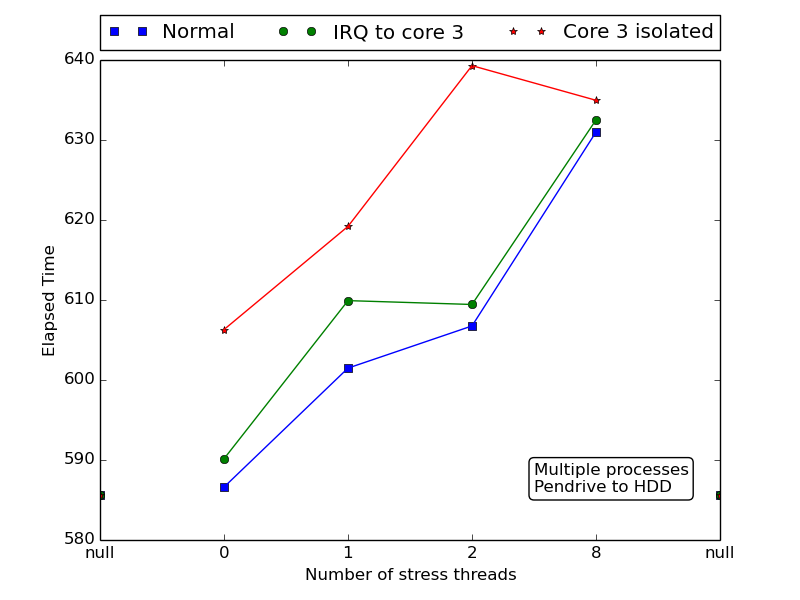 Normal IRQ to core 3 Core 3 isolated
640
630
620
610
600
590
580
Elapsed Time
Multiple processes
Pendrive to HDD
null 0 1 2 8 null
Number of stress threads